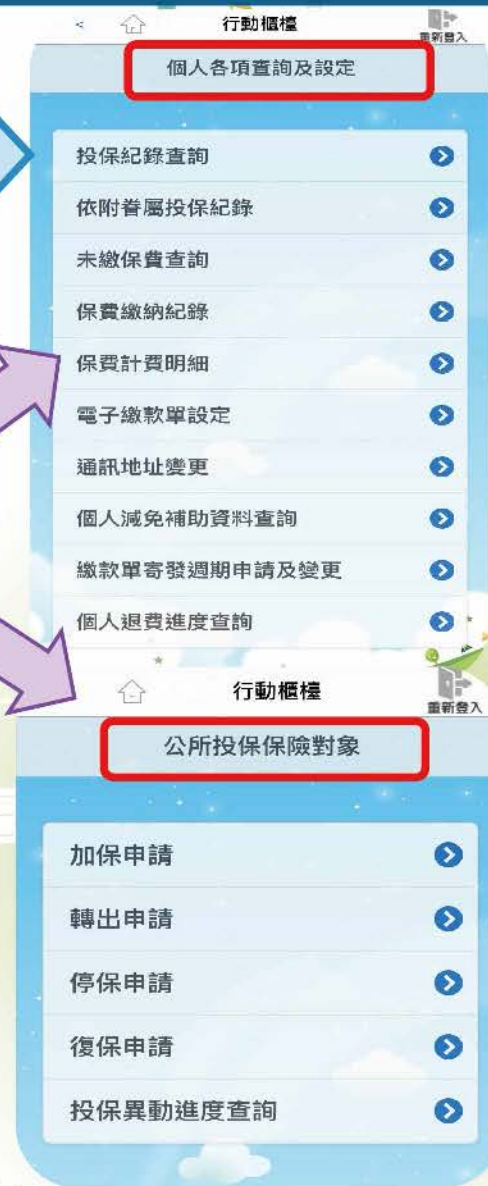 <
行動櫃檯
重新登入
個人各項查詢及設定
投保紀錄查詢
依附眷屬投保紀錄
未繳保費查詢
保費繳納紀錄
保費計費明細
電子繳款單設定
通訊地址變更
個人減免補助資料查詢
繳款單寄發週期申請及變更
個人退費進度查詢
行動櫃檯
重新登入
公所投保保險對象
加保申請
轉出申請
停保申請
復保申請
投保異動進度查詢